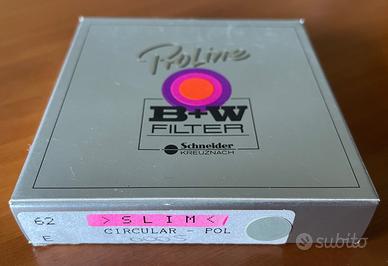 ProLine
B+W
FILTER
Schneider
KREUZNACH
62 >SLIM<
CIRCULAR - POL
E
subito